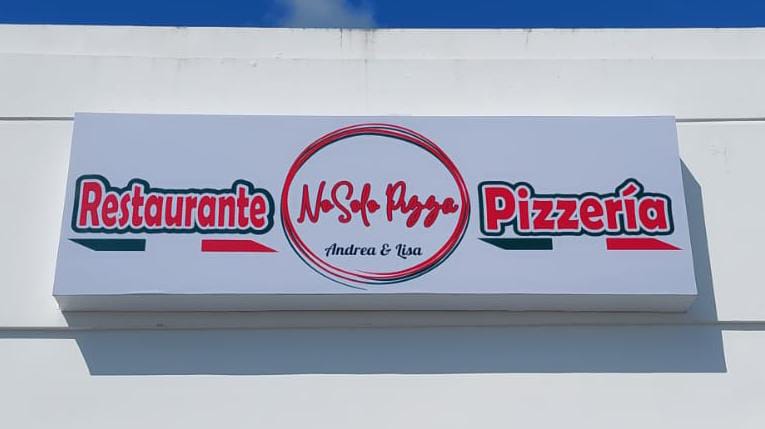 Restaurante
NoSolo Pizza
Andrea & Lisa
Pizzería